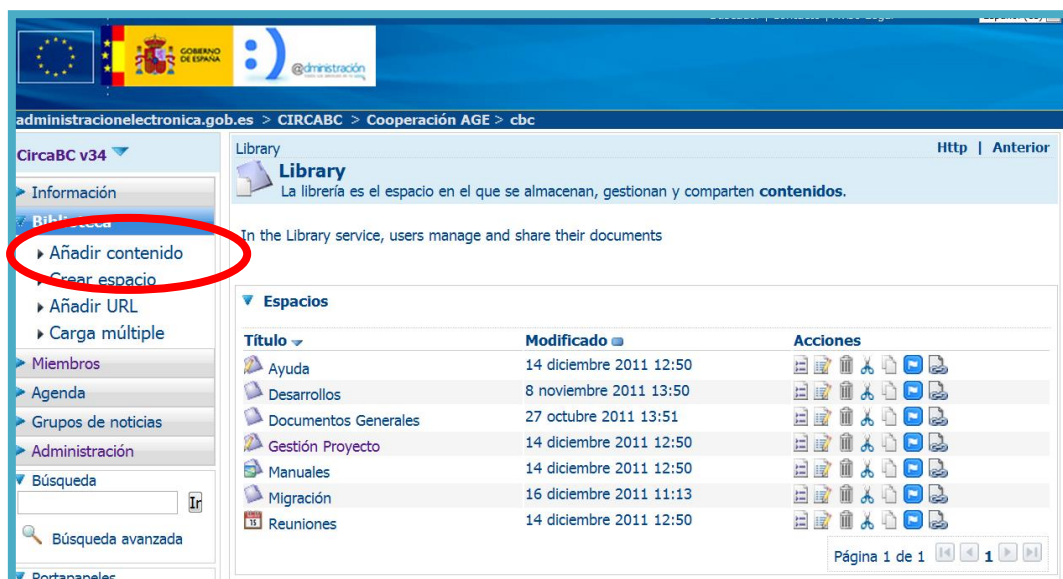 GOBIERNO
DE ESPAÑA
@dministración
administracionelectronica.gob.es > CIRCABC > Cooperación AGE > cbc
CircaBC v34
Información
Biblioteca
Añadir contenido
Crear espacio
Añadir URL
Carga múltiple
Miembros
Agenda
Grupos de noticias
Administración
Búsqueda
Ir
Búsqueda avanzada
Portapapeles
Library
Http | Anterior
Library
La librería es el espacio en el que se almacenan, gestionan y comparten contenidos.
In the Library service, users manage and share their documents
Espacios
Título Modificado Acciones
Ayuda 14 diciembre 2011 12:50
Desarrollos 8 noviembre 2011 13:50
Documentos Generales 27 octubre 2011 13:51
Gestión Proyecto 14 diciembre 2011 12:50
Manuales 14 diciembre 2011 12:50
Migración 16 diciembre 2011 11:13
Reuniones 14 diciembre 2011 12:50
Página 1 de 1 1